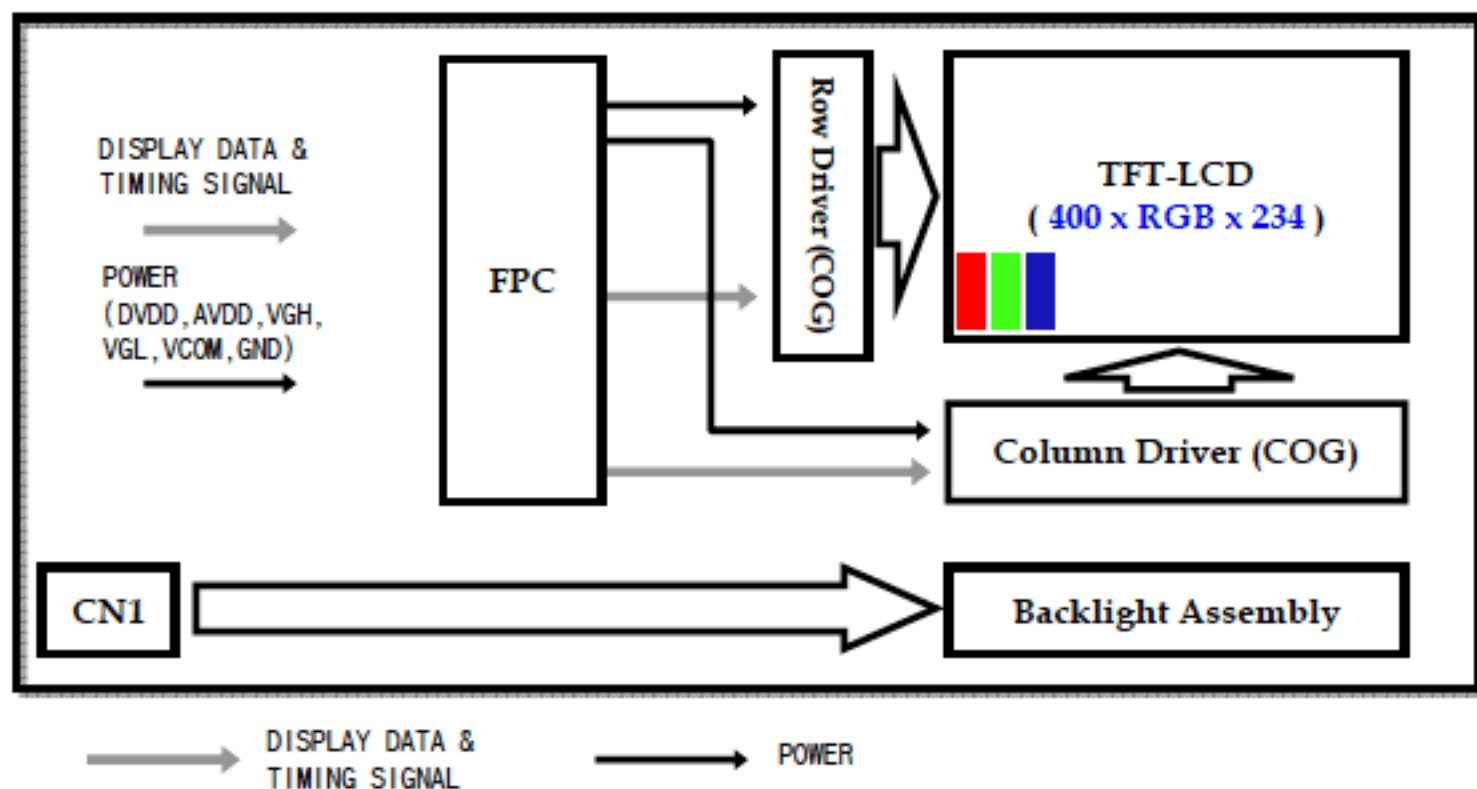 DISPLAY DATA &
TIMING SIGNAL
POWER
(DVDD,AVDD,VGH,
VGL,VCOM,GND)
FPC
Row Driver (COG)
TFT-LCD
( 400 x RGB x 234 )
Column Driver (COG)
CN1
Backlight Assembly
DISPLAY DATA &
TIMING SIGNAL
POWER